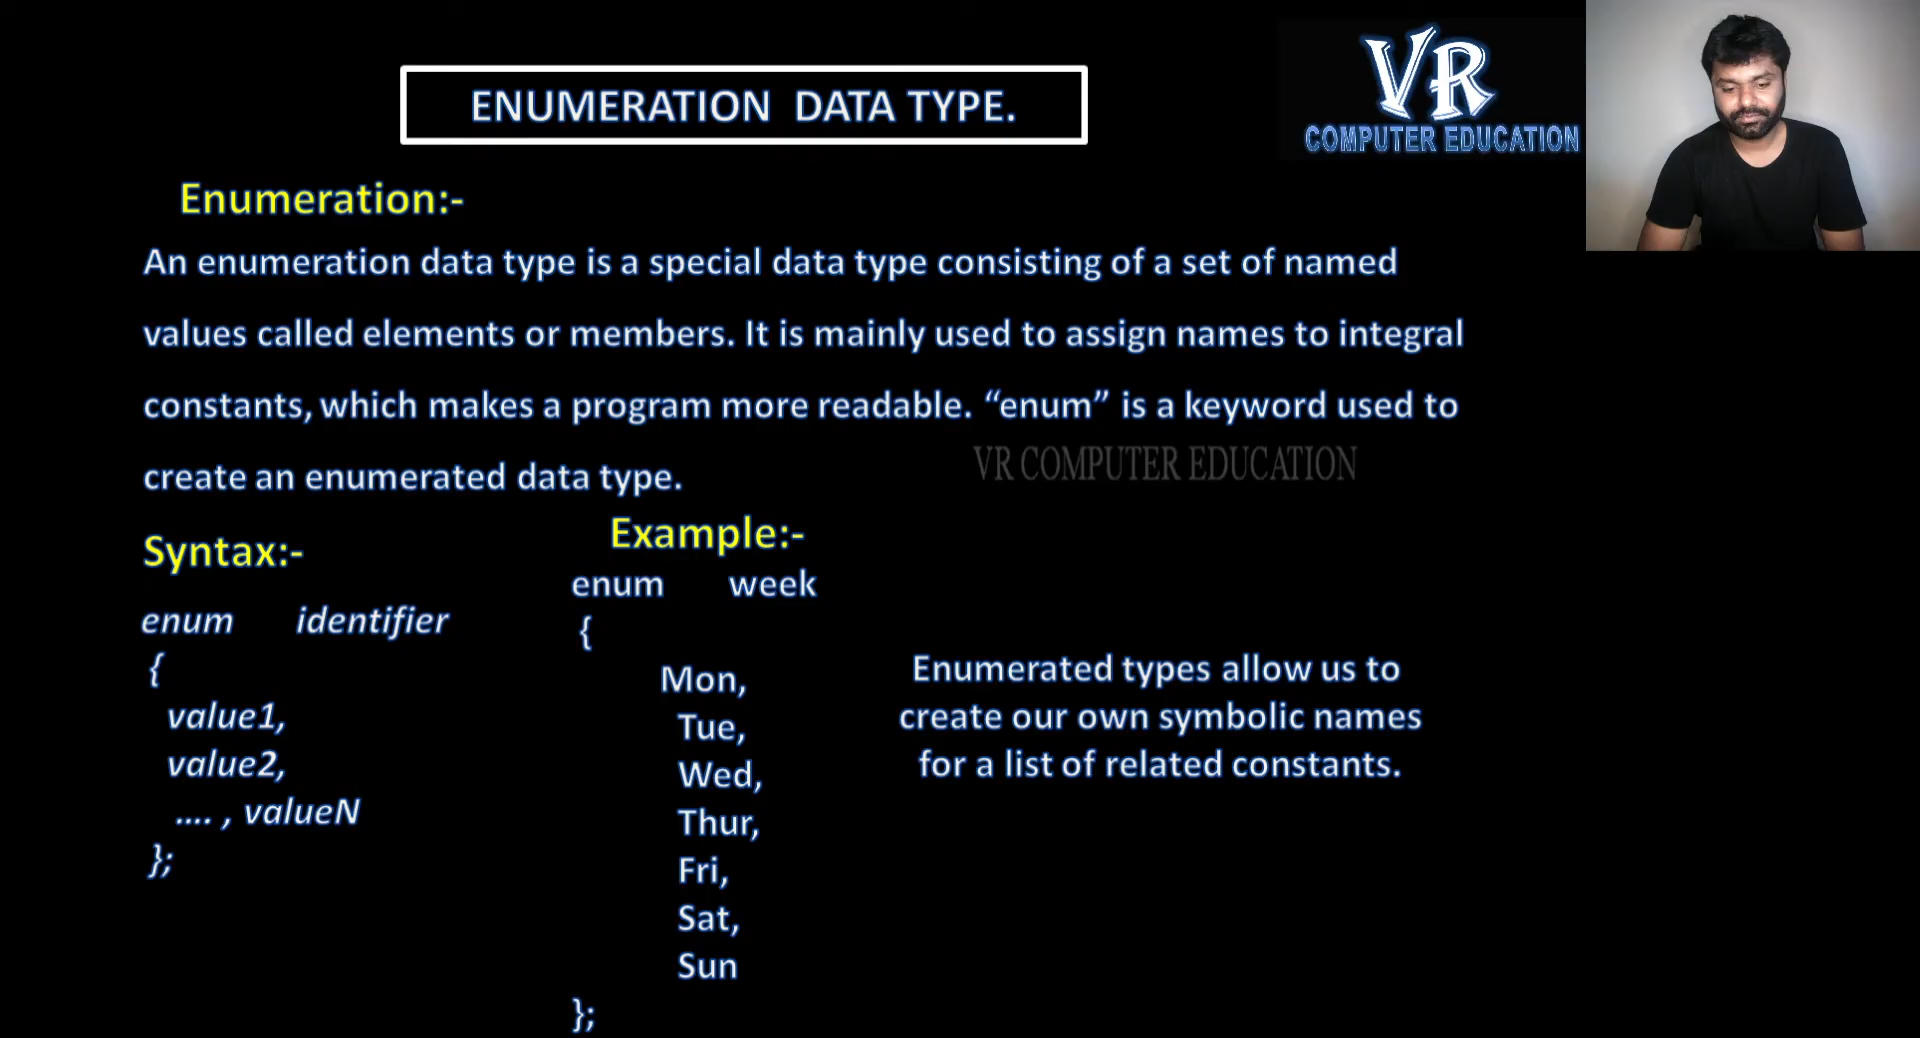 ENUMERATION DATA TYPE.
VR
COMPUTER EDUCATION
Enumeration:-
An enumeration data type is a special data type consisting of a set of named
values called elements or members. It is mainly used to assign names to integral
constants, which makes a program more readable. “enum” is a keyword used to
create an enumerated data type.
VR COMPUTER EDUCATION
Syntax:-
enum identifier
{
value1,
value2,
.... , valueN
};
Example:-
enum week
{
Mon,
Tue,
Wed,
Thur,
Fri,
Sat,
Sun
};
Enumerated types allow us to
create our own symbolic names
for a list of related constants.